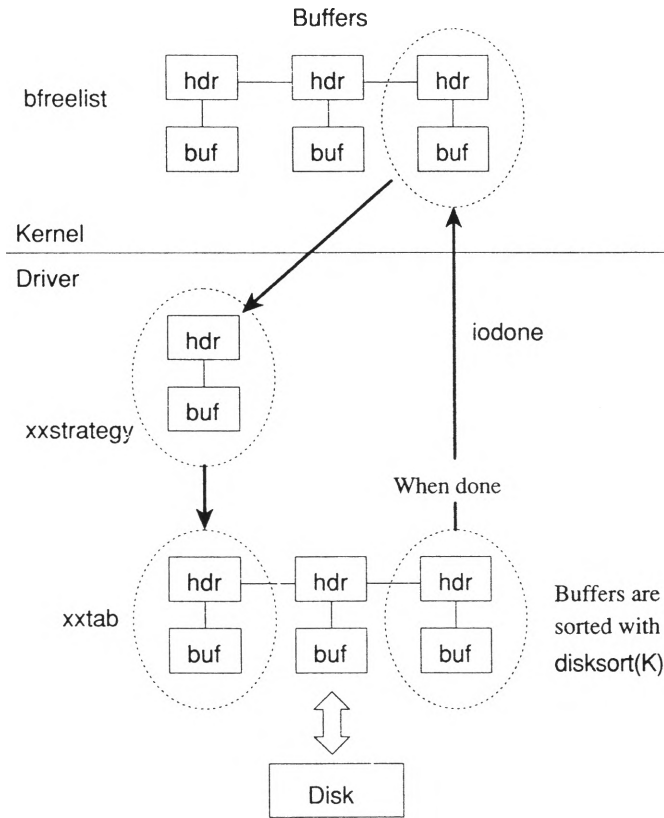 Buffers
hdr hdr hdr
bfreelist
buf buf buf
Kernel
Driver
hdr
iodone
buf
xxstrategy
When done
hdr hdr hdr
Buffers are
xxtab
sorted with
buf buf buf
disksort(K)
Disk